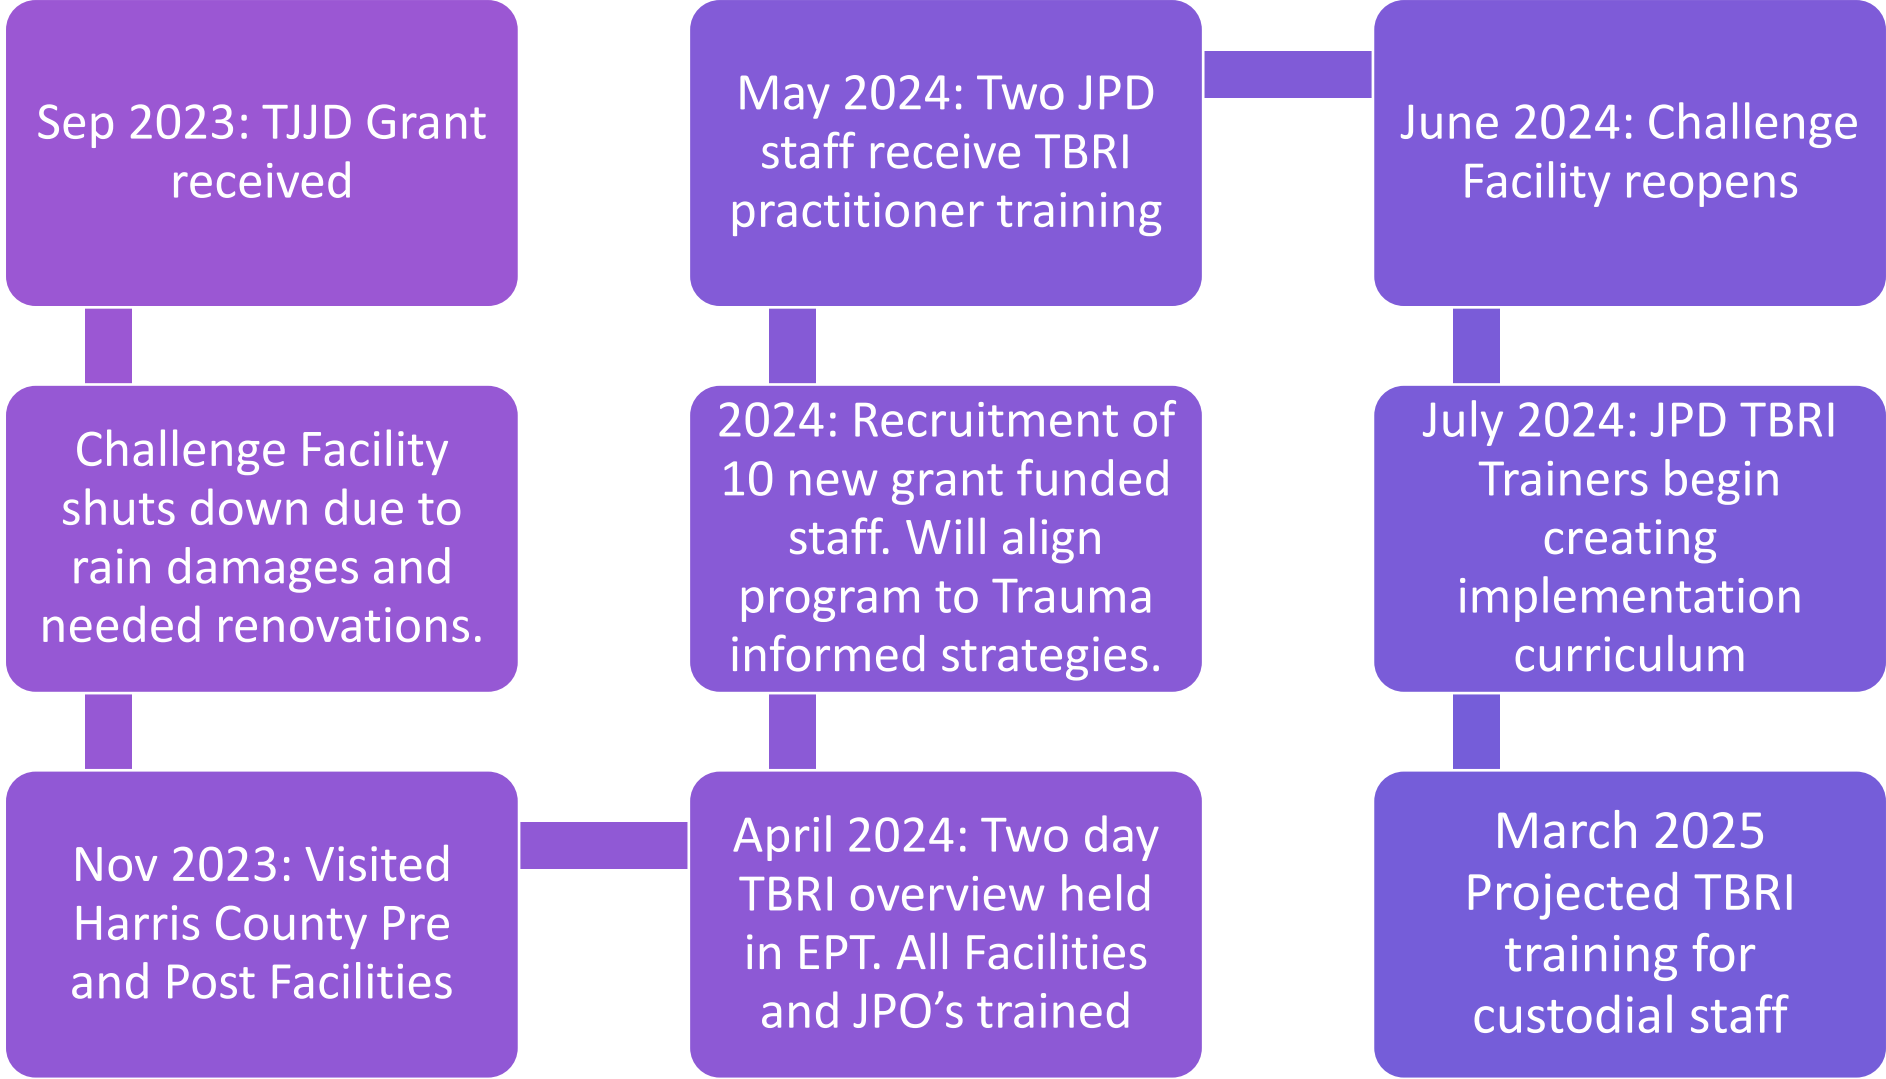 Sep 2023: TJJD Grant
received
Challenge Facility
shuts down due to
rain damages and
needed renovations.
Nov 2023: Visited
Harris County Pre
and Post Facilities
April 2024: Two day
TBRI overview held
in EPT. All Facilities
and JPO’s trained
2024: Recruitment of
10 new grant funded
staff. Will align
program to Trauma
informed strategies.
May 2024: Two JPD
staff receive TBRI
practitioner training
June 2024: Challenge
Facility reopens
July 2024: JPD TBRI
Trainers begin
creating
implementation
curriculum
March 2025
Projected TBRI
training for
custodial staff